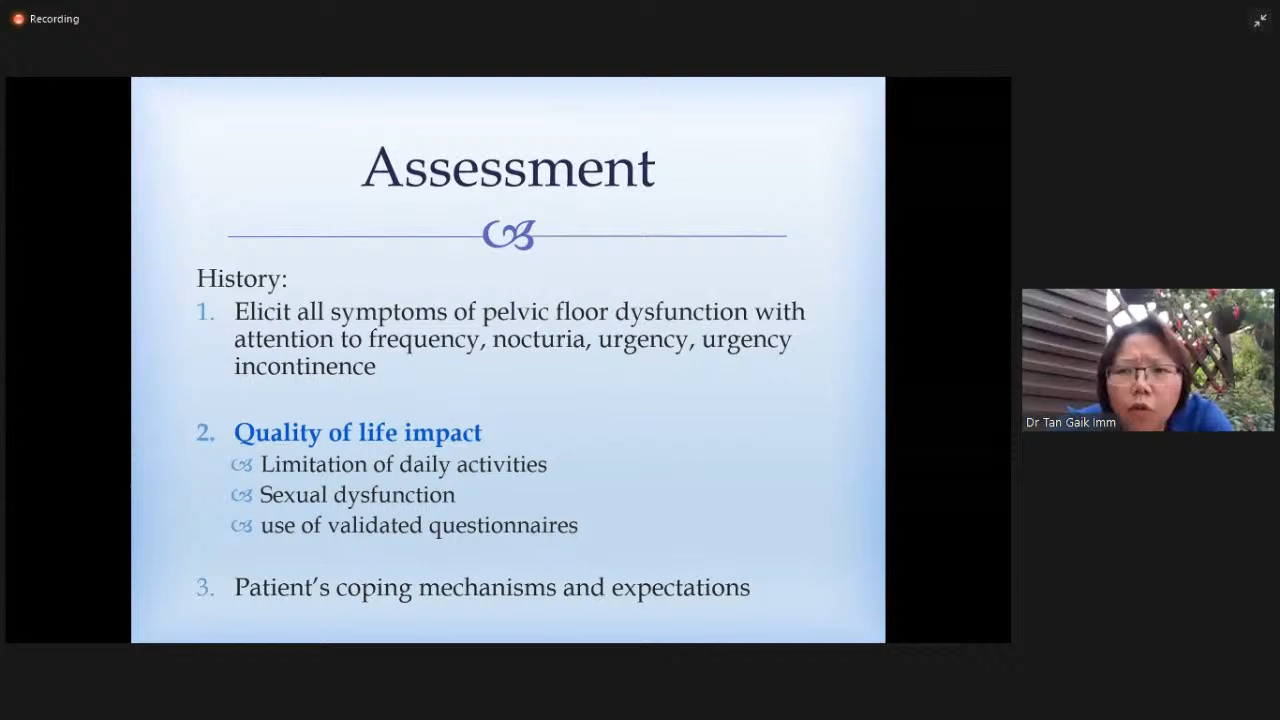 Recording
Assessment
History:
1. Elicit all symptoms of pelvic floor dysfunction with
attention to frequency, nocturia, urgency, urgency
incontinence
2. Quality of life impact
Limitation of daily activities
Sexual dysfunction
use of validated questionnaires
3. Patient’s coping mechanisms and expectations
Dr Tan Gaik Imm